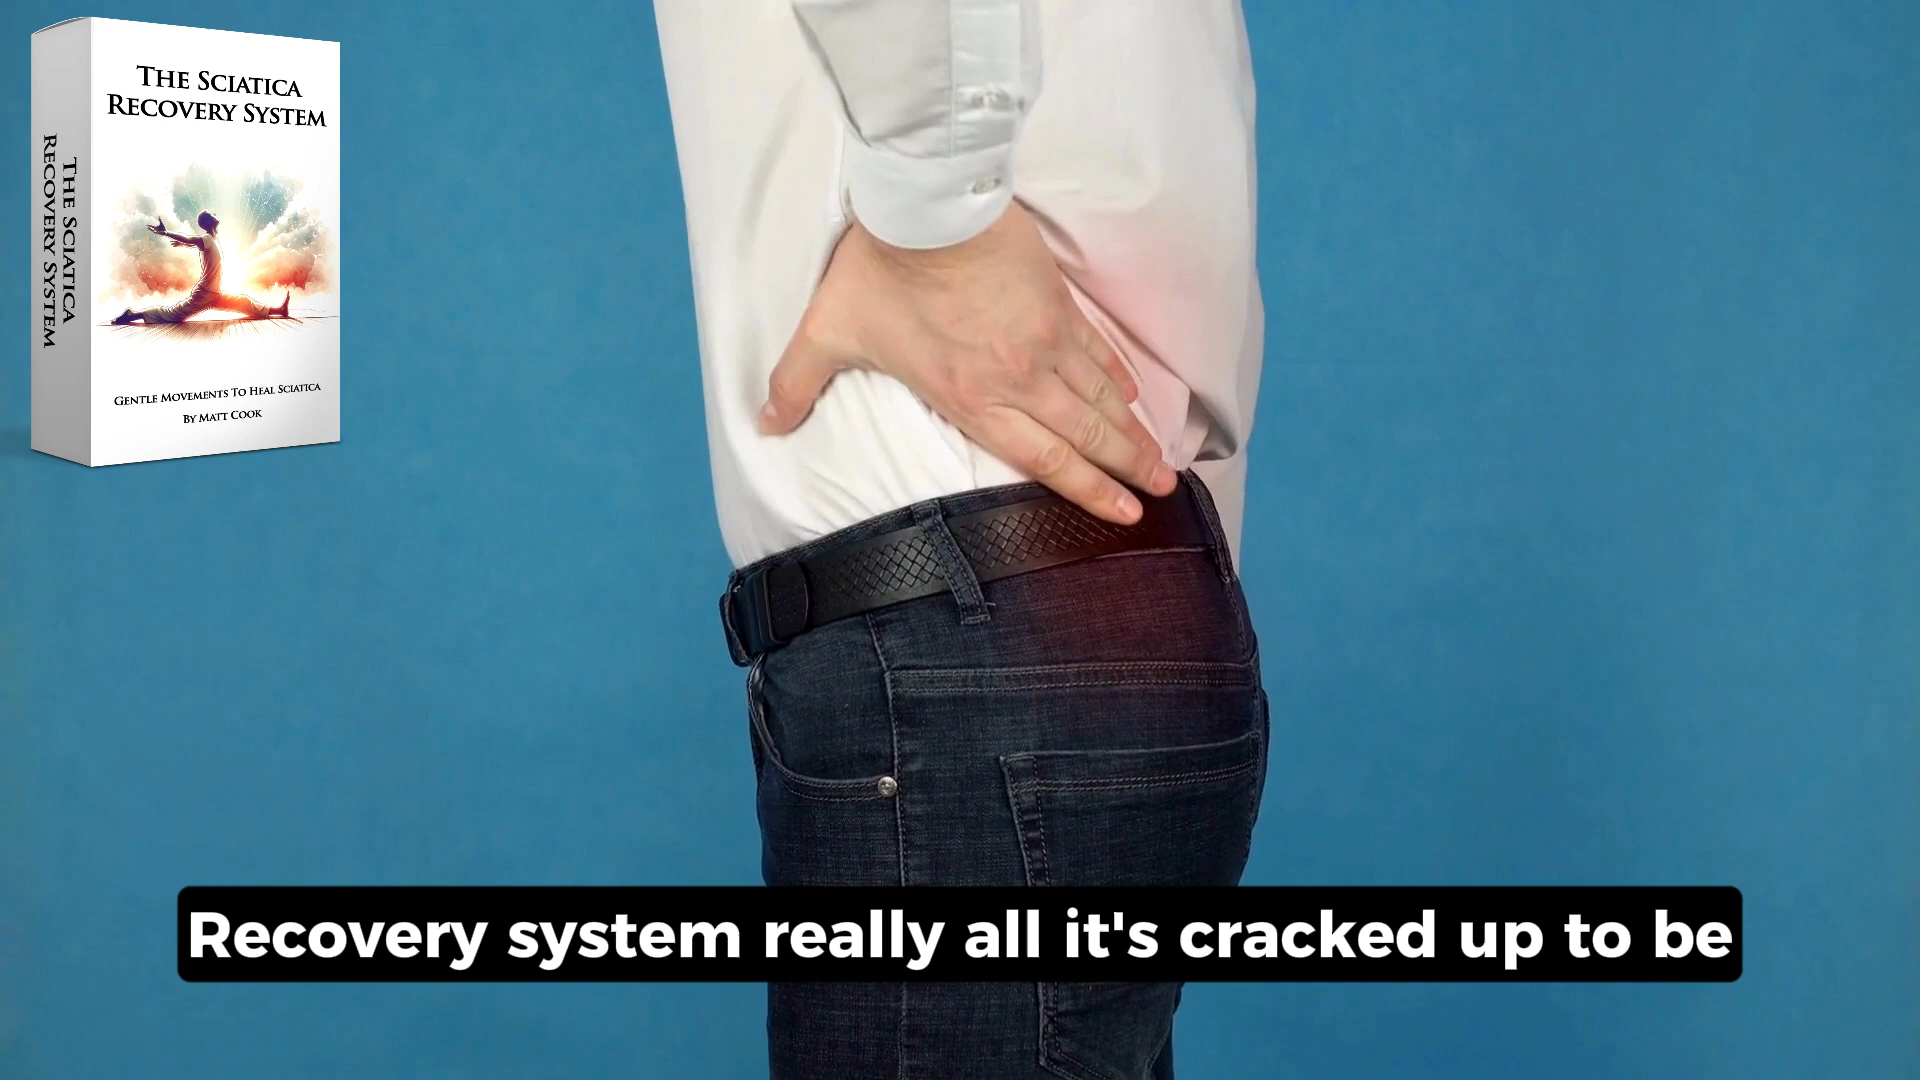 The Sciatica
Recovery System
The Sciatica
Recovery System
Gentle Movements To Heal Sciatica
By Matt Cook
Recovery system really all it's cracked up to be